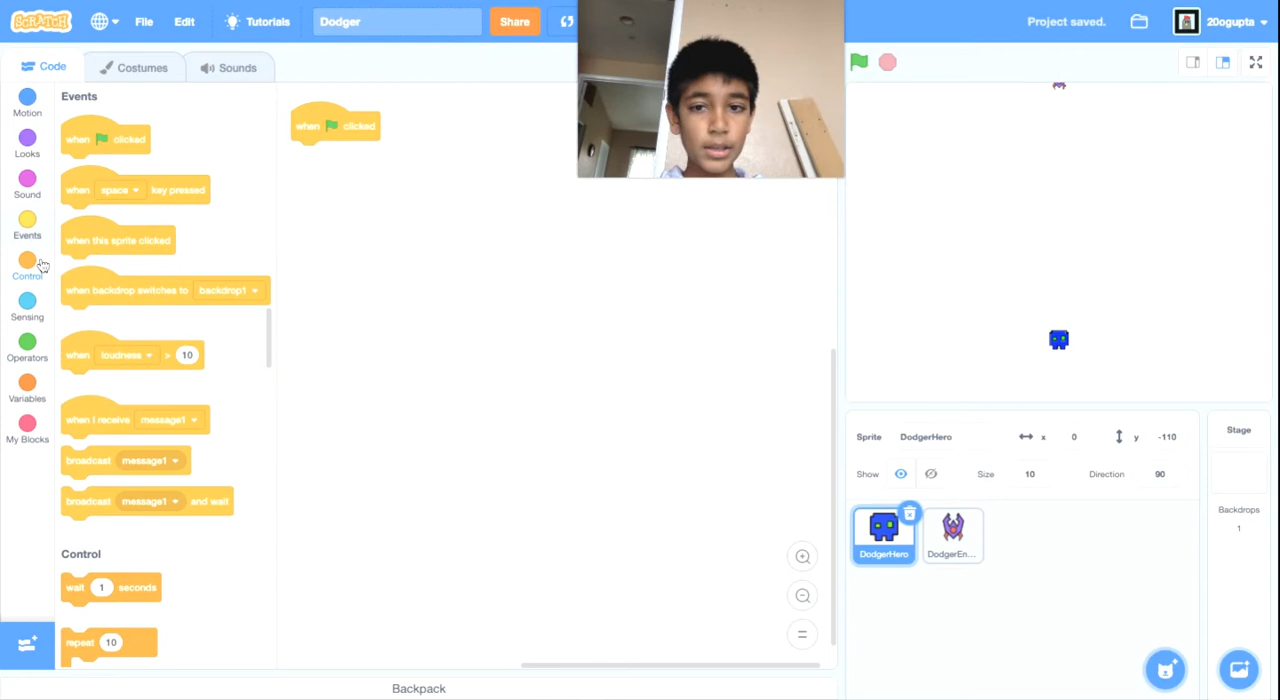 SCRATCH File Edit Tutorials Dodger Share Project saved. 20ogupta
Code Costumes Sounds
Motion
Looks
Sound
Events
Control
Sensing
Operators
Variables
My Blocks
Events
when clicked
when space key pressed
when this sprite clicked
when backdrop switches to backdrop1
when loudness > 10
when I receive message1
broadcast message1
broadcast message1 and wait
Control
wait 1 seconds
repeat 10
when clicked
Backpack
Sprite DodgerHero x 0 y -110
Show Size 10 Direction 90
DodgerHero
DodgerEn...
Stage
Backdrops
1